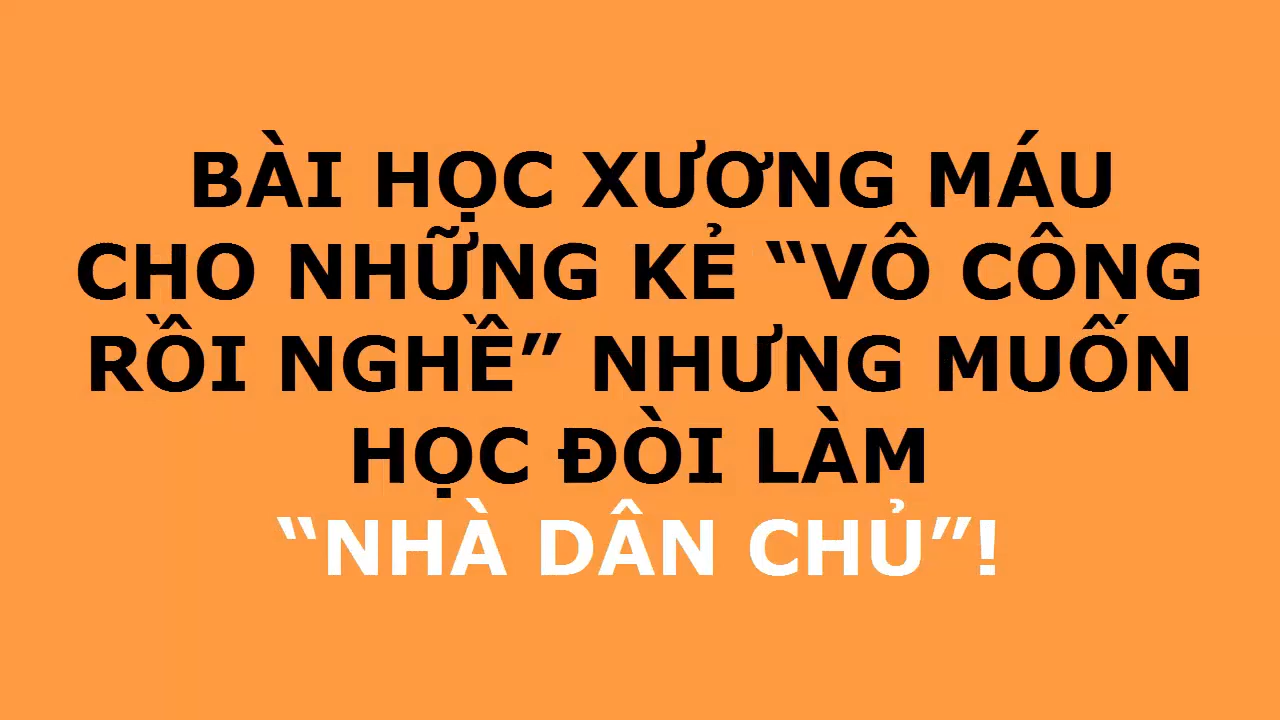 BÀI HỌC XƯƠNG MÁU
CHO NHỮNG KẺ “VÔ CÔNG
RỒI NGHỀ” NHƯNG MUỐN
HỌC ĐÒI LÀM
“NHÀ DÂN CHỦ”!